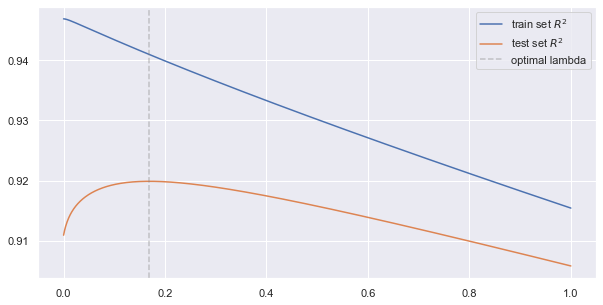 train set R²
test set R²
optimal lambda
0.94
0.93
0.92
0.91
0.0 0.2 0.4 0.6 0.8 1.0